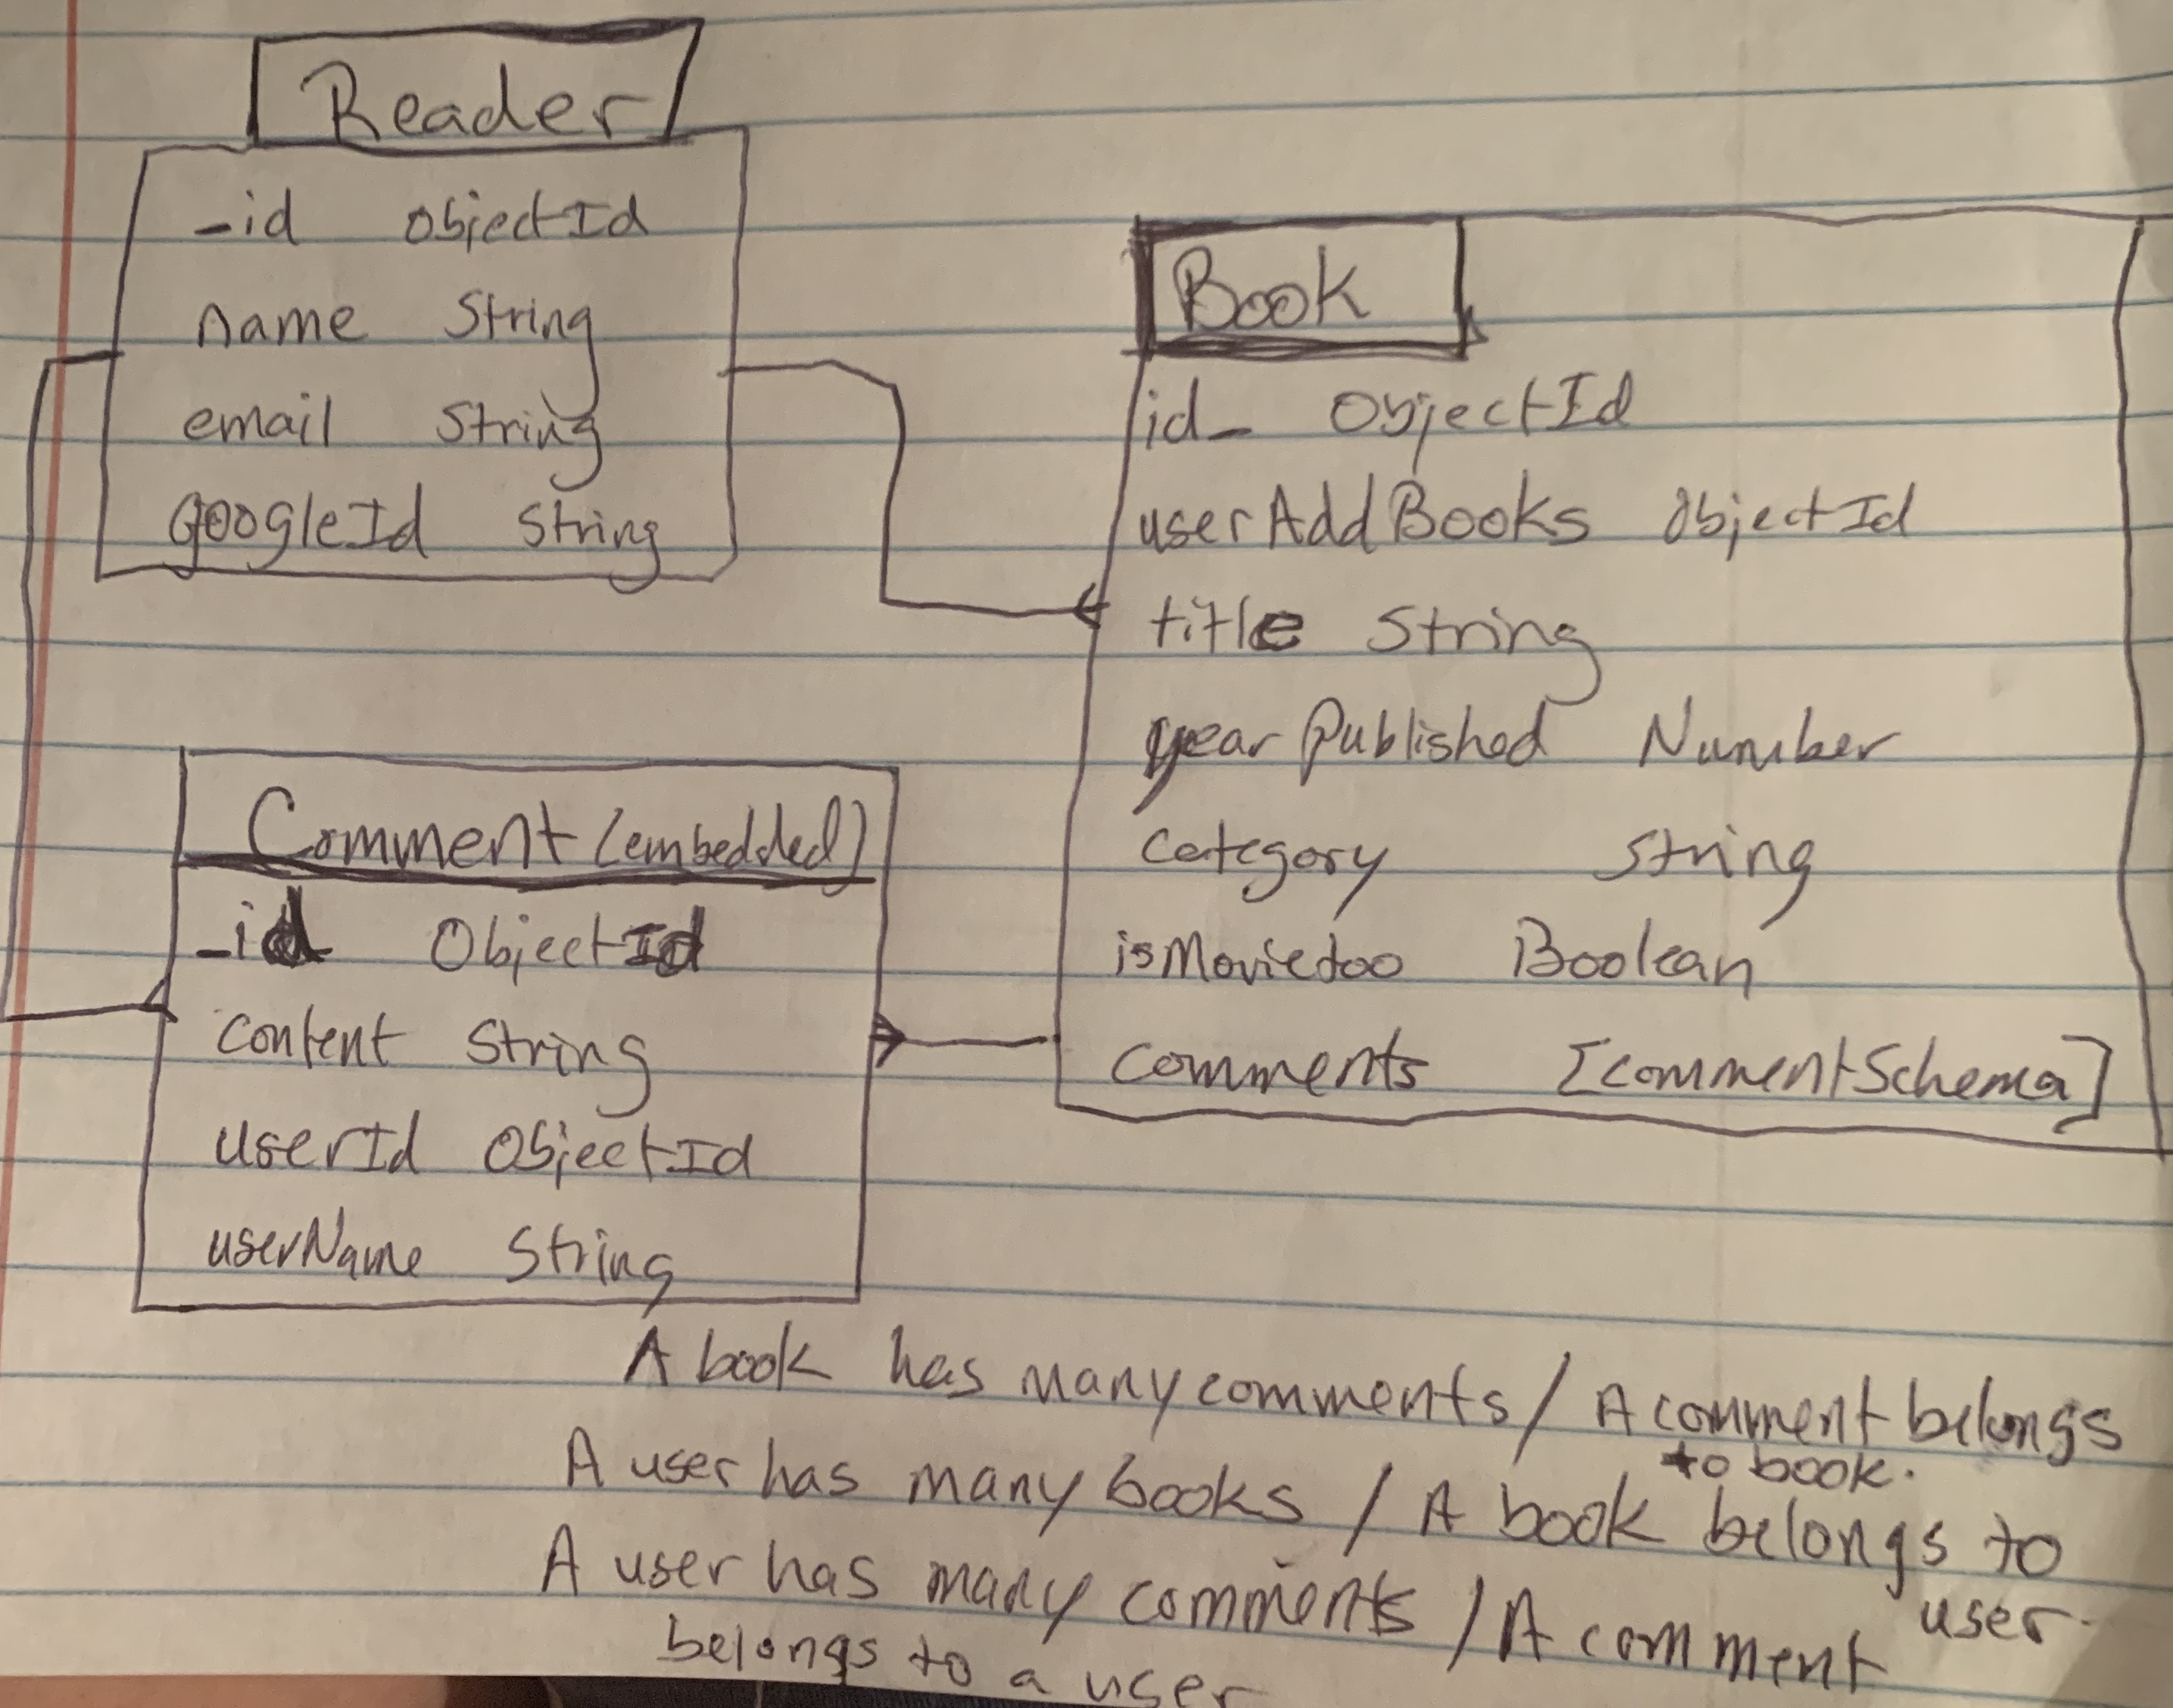 Reader
_id ObjectId
name String
email String
googleId String
Book
id_ ObjectId
userAddBooks ObjectId
title String
yearPublished Number
category String
isMovietoo Boolean
comments [commentSchema]
Comment (embedded)
_id ObjectId
content String
userId ObjectId
userName String
A book has many comments / A comment belongs
to book.
A user has many books / A book belongs to
user.
A user has many comments / A comment
belongs to a user